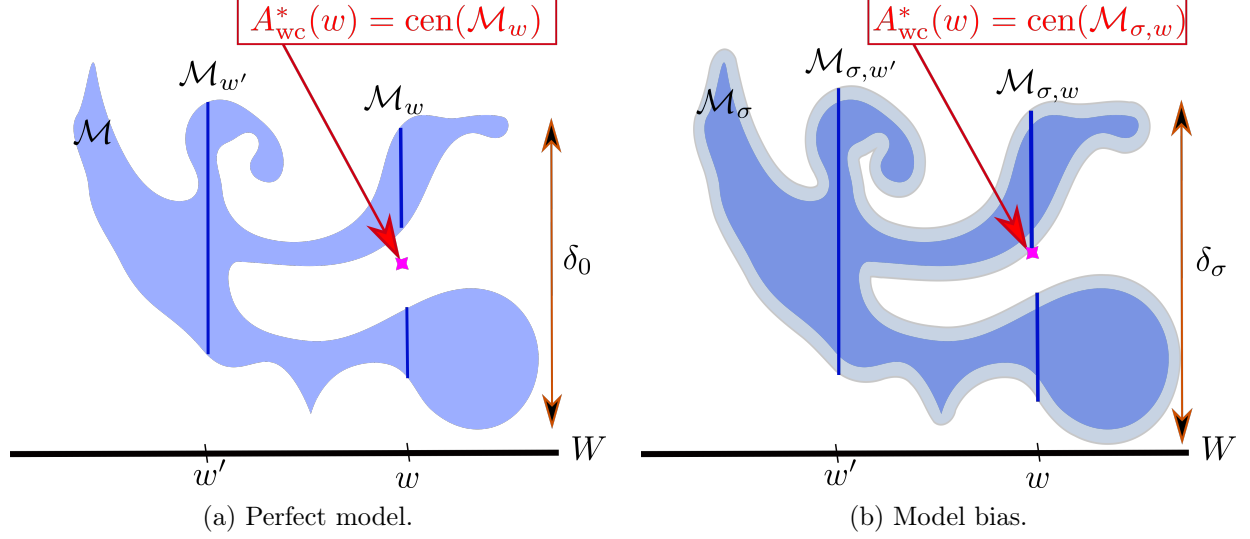 A*wc(w) = cen(ℳw)
ℳw′
ℳw
ℳ
δ0
W
w′
w
(a) Perfect model.
A*wc(w) = cen(ℳσ,w)
ℳσ,w′
ℳσ,w
ℳσ
δσ
W
w′
w
(b) Model bias.